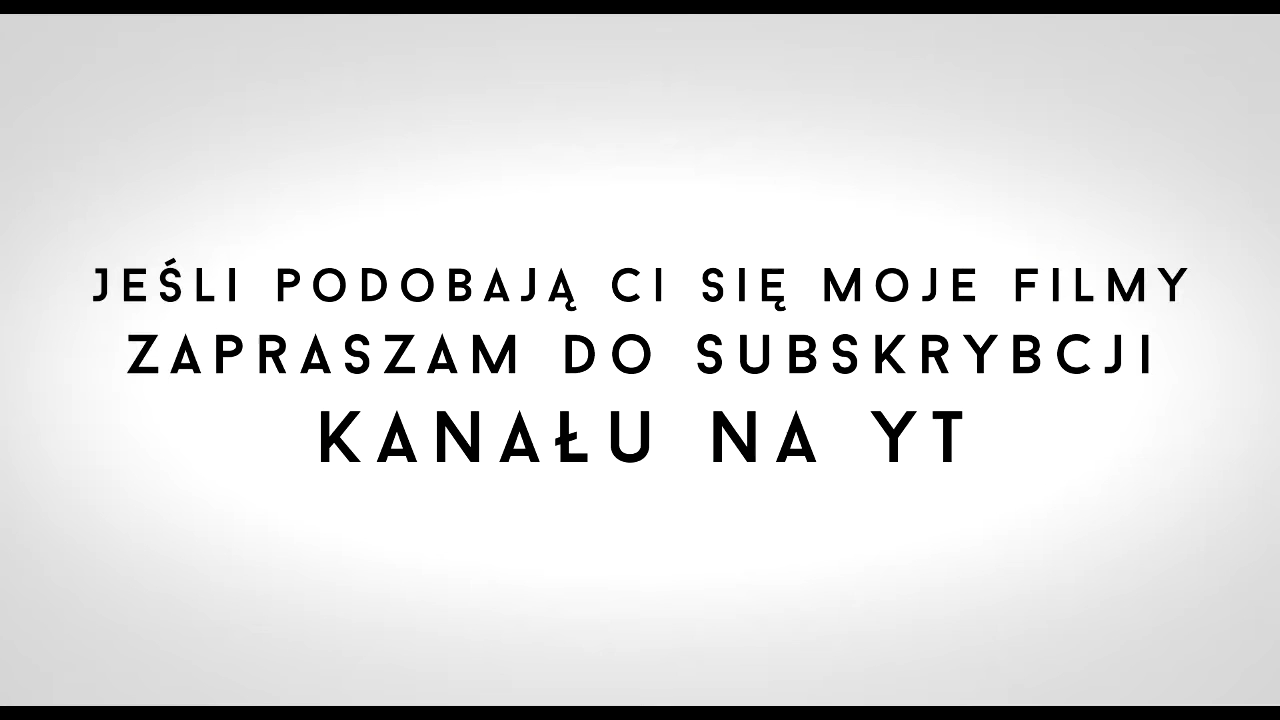 JEŚLI PODOBAJĄ CI SIĘ MOJE FILMY
ZAPRASZAM DO SUBSKRYBCJI
KANAŁU NA YT